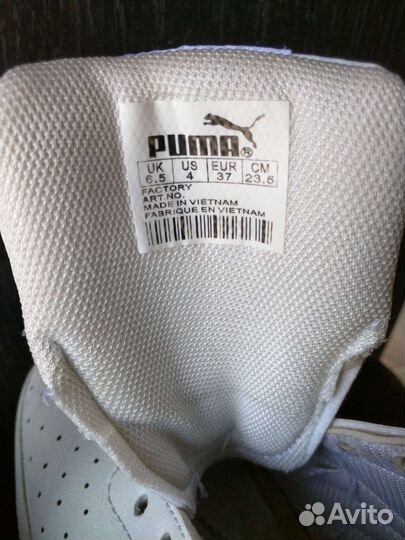 PUMA®
UK US EUR CM
6.5 4 37 23.5
FACTORY
ART.NO.
MADE IN VIETNAM
FABRIQUE EN VIETNAM
Avito